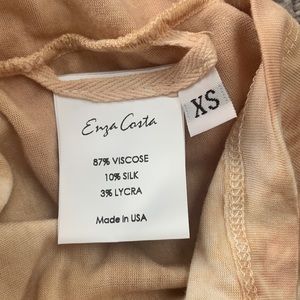 Enza Costa
XS
87% VISCOSE
10% SILK
3% LYCRA
Made in USA